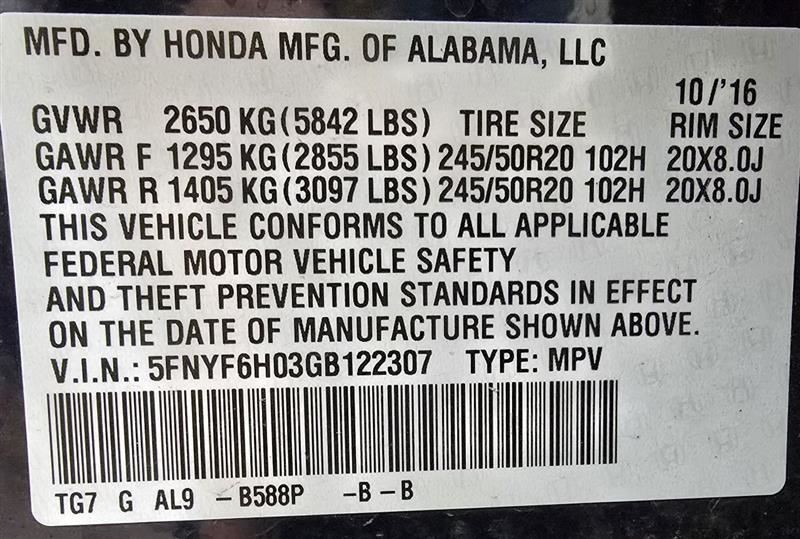 MFD. BY HONDA MFG. OF ALABAMA, LLC
10/'16
GVWR 2650 KG(5842 LBS) TIRE SIZE RIM SIZE
GAWR F 1295 KG(2855 LBS) 245/50R20 102H 20X8.0J
GAWR R 1405 KG(3097 LBS) 245/50R20 102H 20X8.0J
THIS VEHICLE CONFORMS TO ALL APPLICABLE
FEDERAL MOTOR VEHICLE SAFETY
AND THEFT PREVENTION STANDARDS IN EFFECT
ON THE DATE OF MANUFACTURE SHOWN ABOVE.
V.I.N.: 5FNYF6H03GB122307 TYPE: MPV
TG7 G AL9 -B588P -B-B